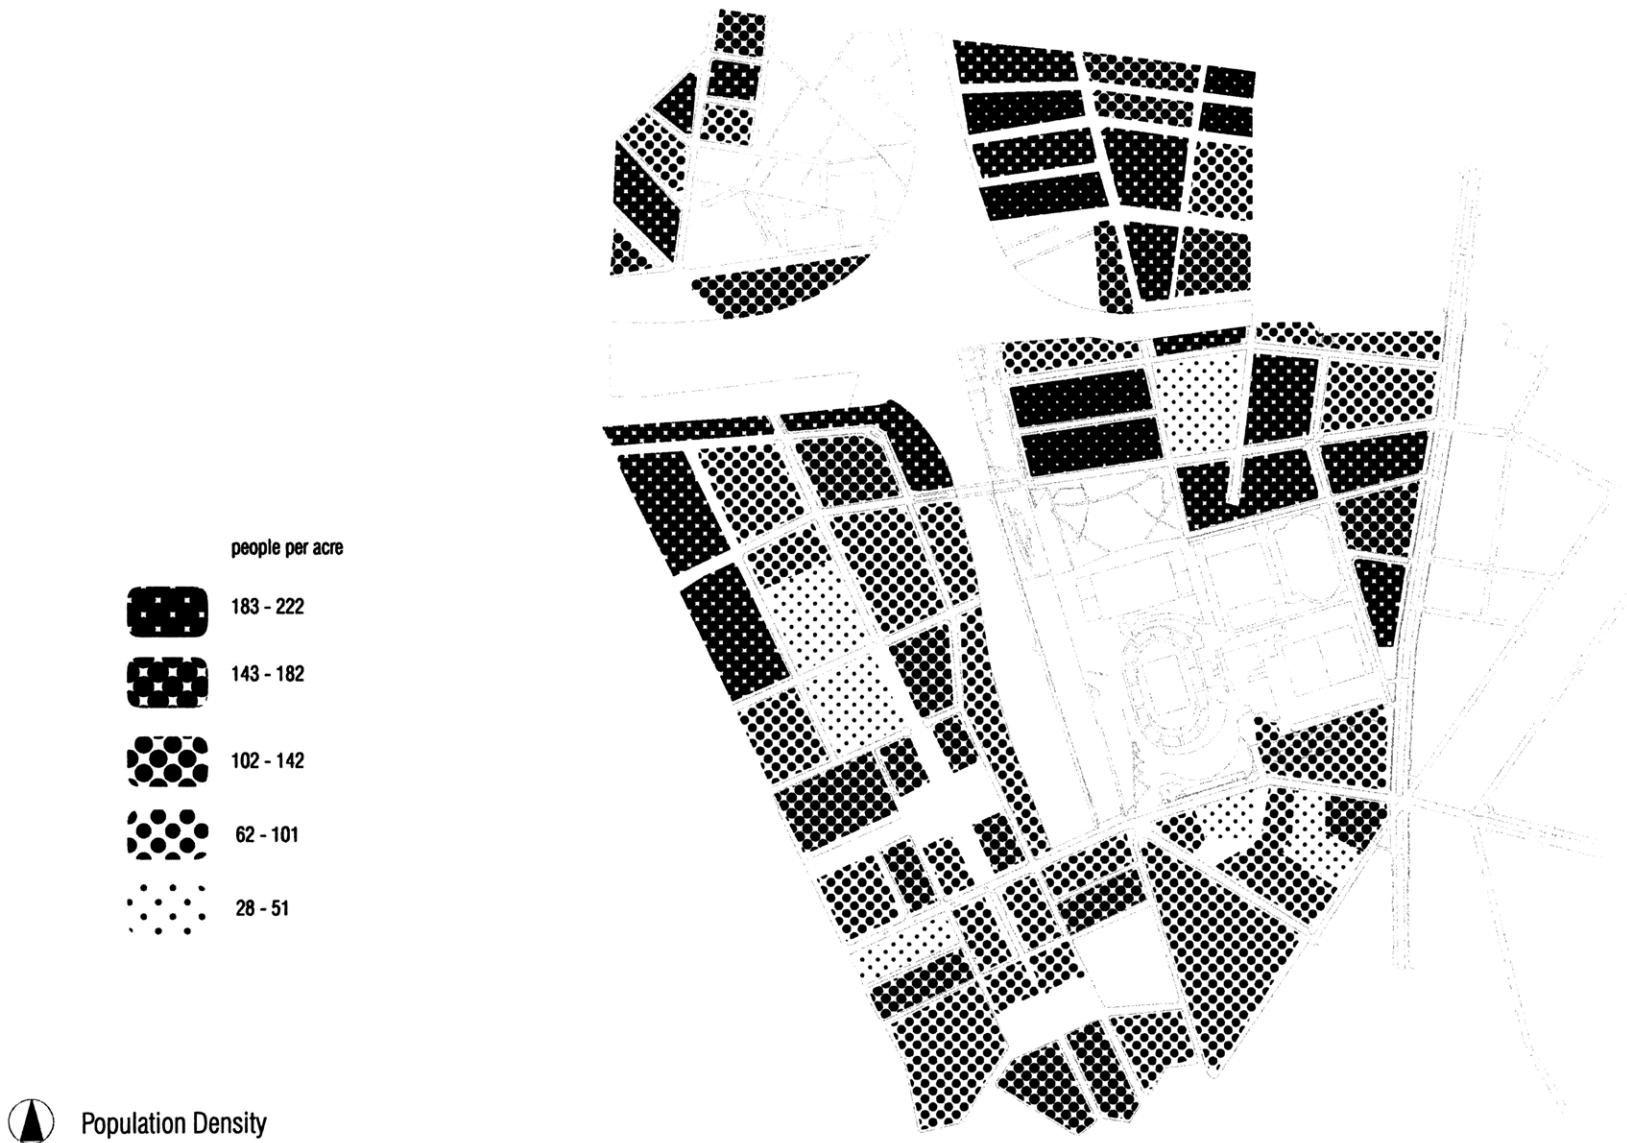 people per acre
183 - 222
143 - 182
102 - 142
62 - 101
28 - 51
Population Density